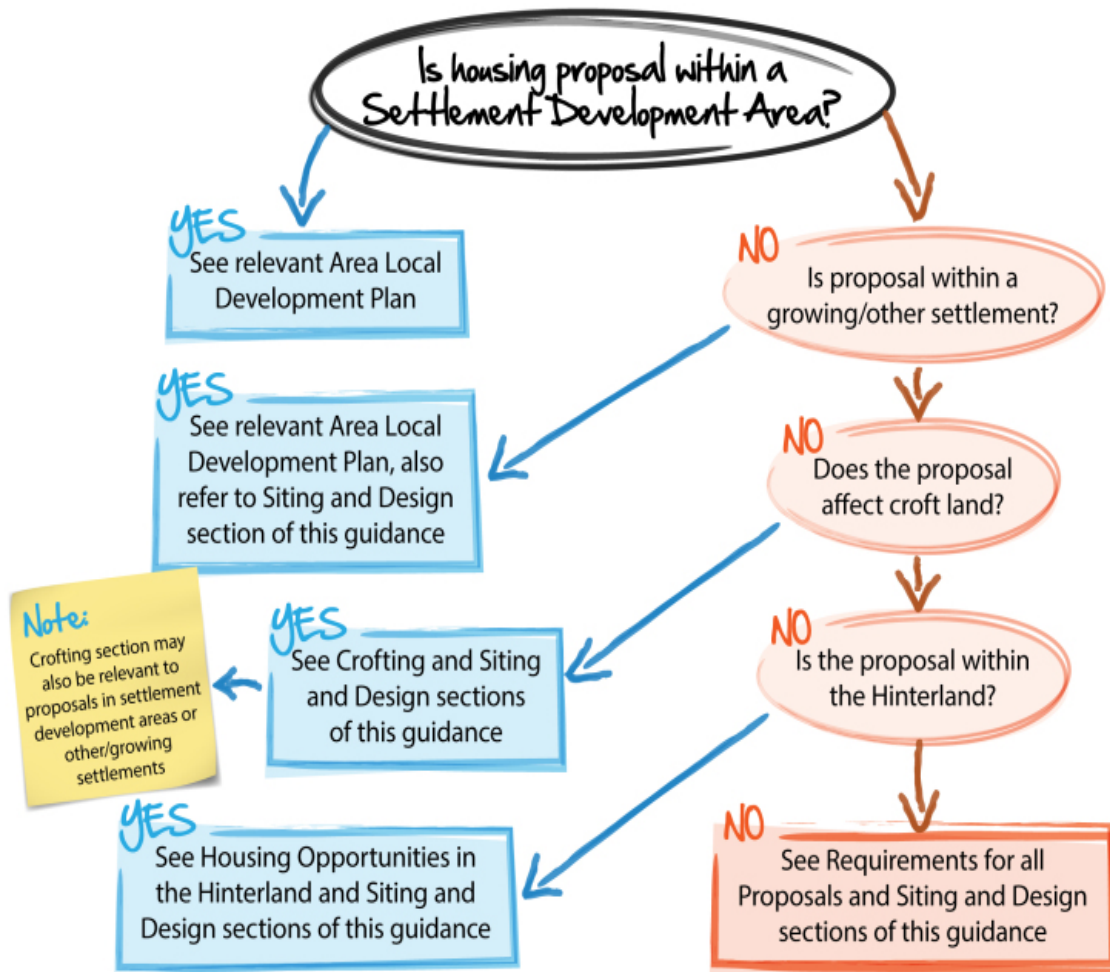 Is housing proposal within a
Settlement Development Area?
YES
See relevant Area Local
Development Plan
NO
Is proposal within a
growing/other settlement?
YES
See relevant Area Local
Development Plan, also
refer to Siting and Design
section of this guidance
NO
Does the proposal
affect croft land?
Note:
Crofting section may
also be relevant to
proposals in settlement
development areas or
other/growing
settlements
YES
See Crofting and Siting
and Design sections
of this guidance
NO
Is the proposal within
the Hinterland?
YES
See Housing Opportunities in
the Hinterland and Siting and
Design sections of this guidance
NO
See Requirements for all
Proposals and Siting and Design
sections of this guidance